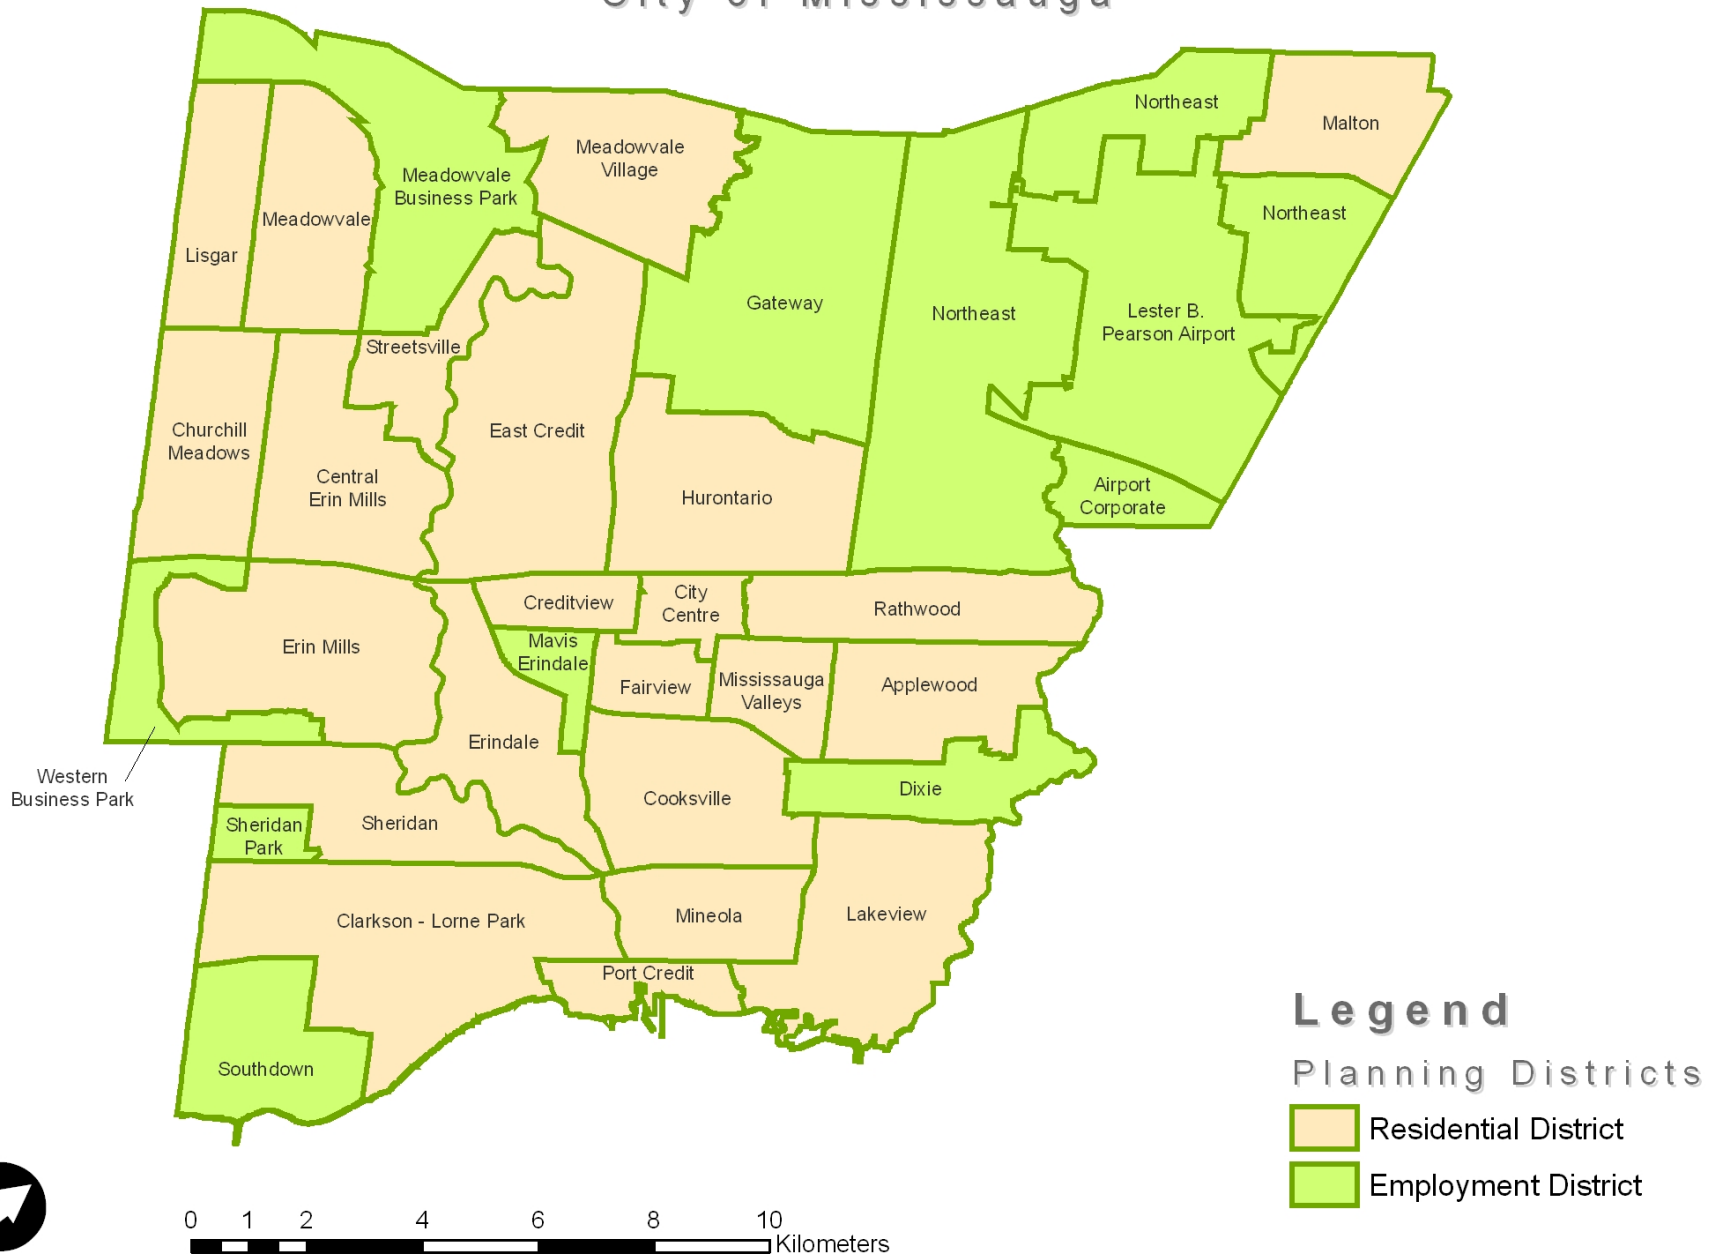 City of Mississauga
Northeast
Malton
Meadowvale
Village
Meadowvale
Business Park
Meadowvale
Lisgar
Northeast
Gateway
Northeast
Lester B.
Pearson Airport
Streetsville
East Credit
Churchill
Meadows
Central
Erin Mills
Hurontario
Airport
Corporate
Creditview
City
Centre
Rathwood
Mavis
Erindale
Erin Mills
Fairview
Mississauga
Valleys
Applewood
Erindale
Western
Business Park
Cooksville
Dixie
Sheridan
Park
Sheridan
Clarkson - Lorne Park
Mineola
Lakeview
Port Credit
Southdown
Legend
Planning Districts
Residential District
Employment District
0 1 2 4 6 8 10
Kilometers